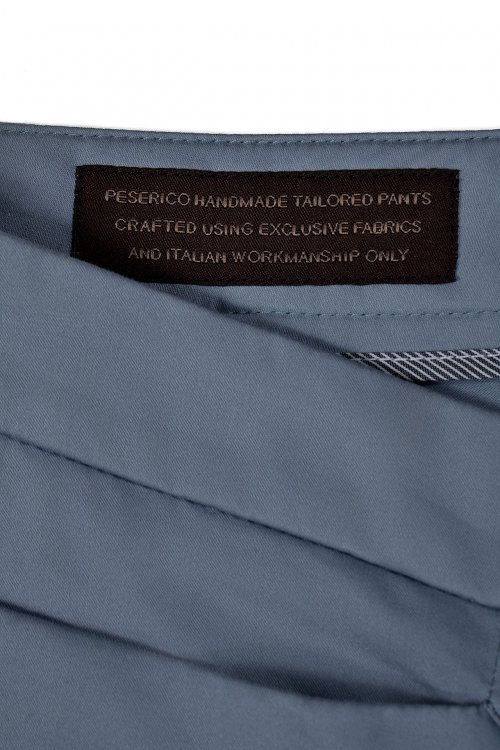 PESERICO HANDMADE TAILORED PANTS
CRAFTED USING EXCLUSIVE FABRICS
AND ITALIAN WORKMANSHIP ONLY